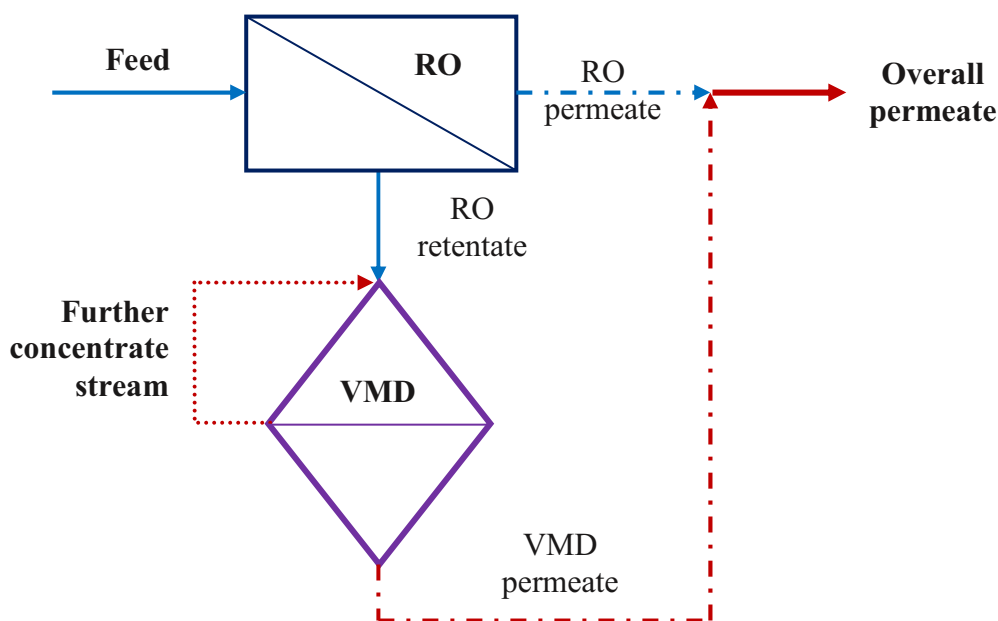 Feed
RO
RO
permeate
Overall
permeate
RO
retentate
Further
concentrate
stream
VMD
VMD
permeate